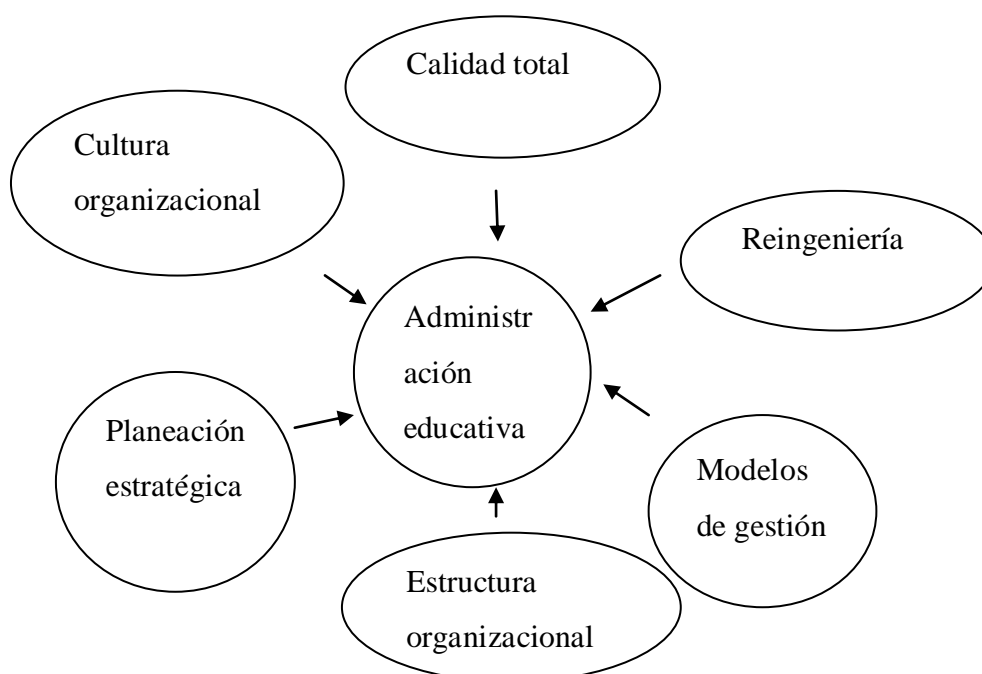 Calidad total
Cultura
organizacional
Reingeniería
Administr
ación
educativa
Planeación
estratégica
Modelos
de gestión
Estructura
organizacional